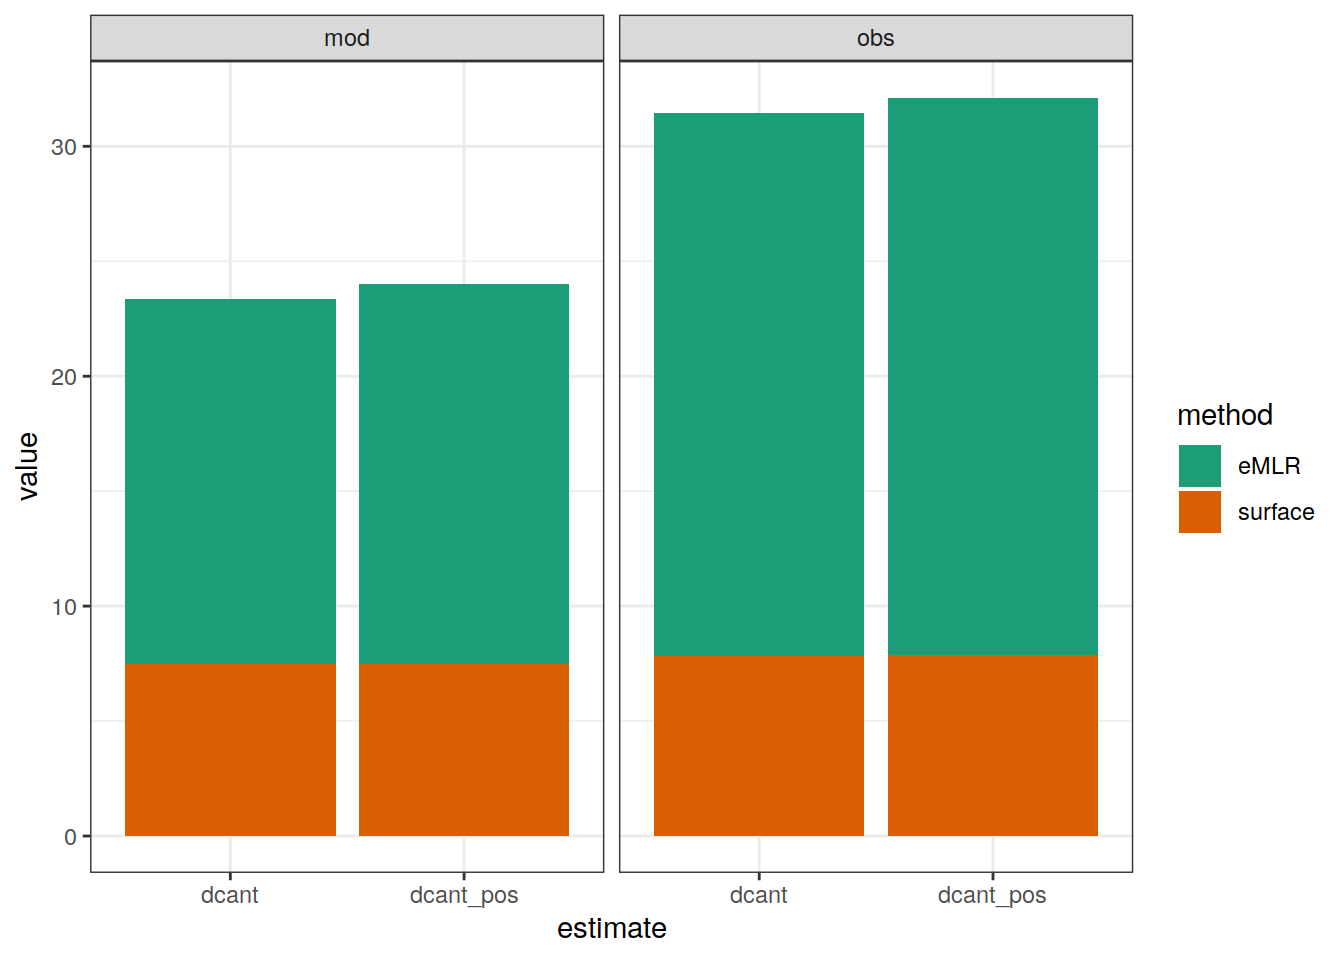 mod
obs
30
20
10
0
value
dcant
dcant_pos
dcant
dcant_pos
estimate
method
eMLR
surface